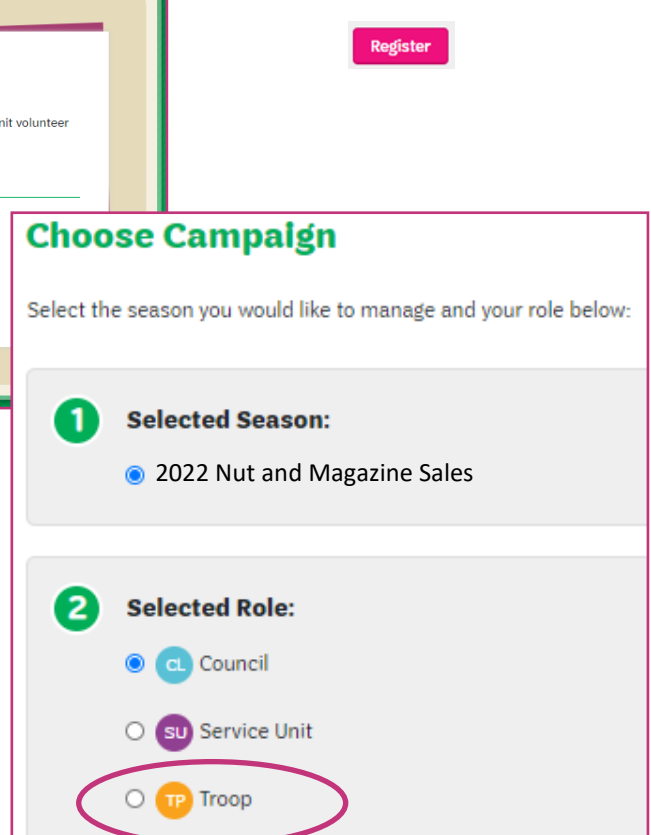 Register
volunteer
Choose Campaign
Select the season you would like to manage and your role below:
1 Selected Season:
2022 Nut and Magazine Sales
2 Selected Role:
CL Council
SU Service Unit
TP Troop